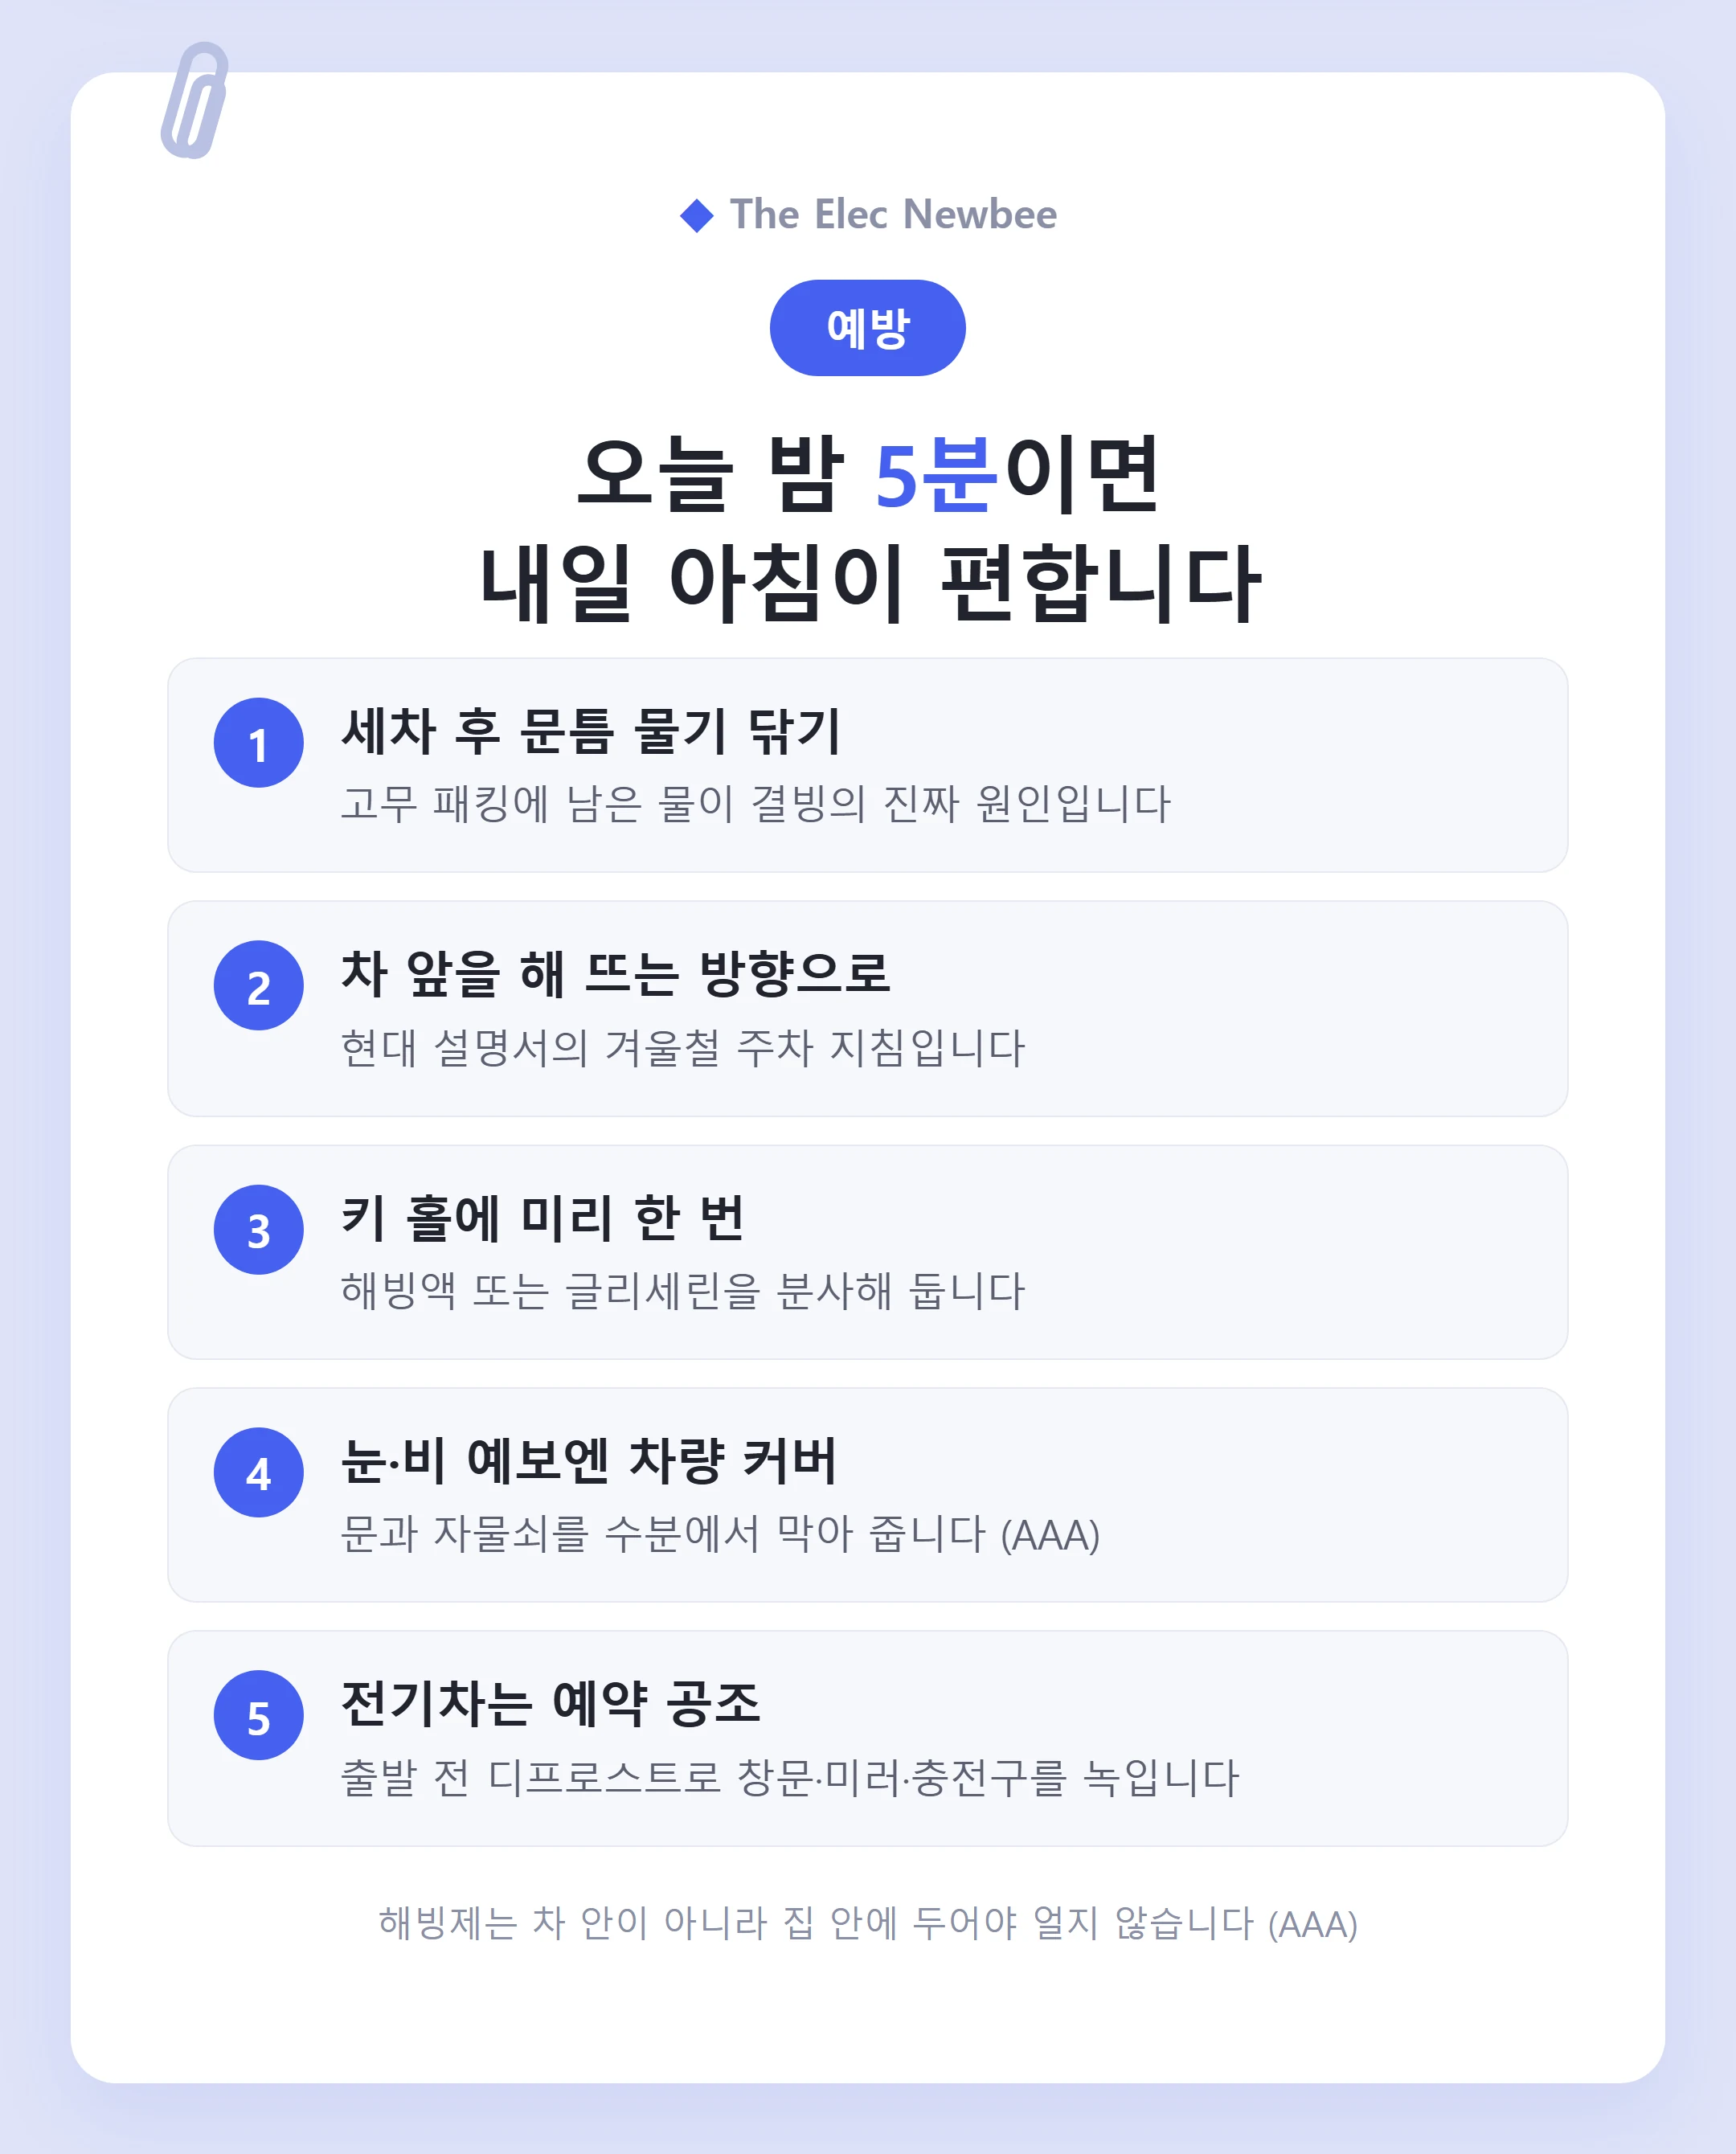 The Elec Newbee
예방
오늘 밤 5분이면
내일 아침이 편합니다
1
세차 후 문틈 물기 닦기
고무 패킹에 남은 물이 결빙의 진짜 원인입니다
2
차 앞을 해 뜨는 방향으로
현대 설명서의 겨울철 주차 지침입니다
3
키 홀에 미리 한 번
해빙액 또는 글리세린을 분사해 둡니다
4
눈·비 예보엔 차량 커버
문과 자물쇠를 수분에서 막아 줍니다 (AAA)
5
전기차는 예약 공조
출발 전 디프로스트로 창문·미러·충전구를 녹입니다
해빙제는 차 안이 아니라 집 안에 두어야 얼지 않습니다 (AAA)